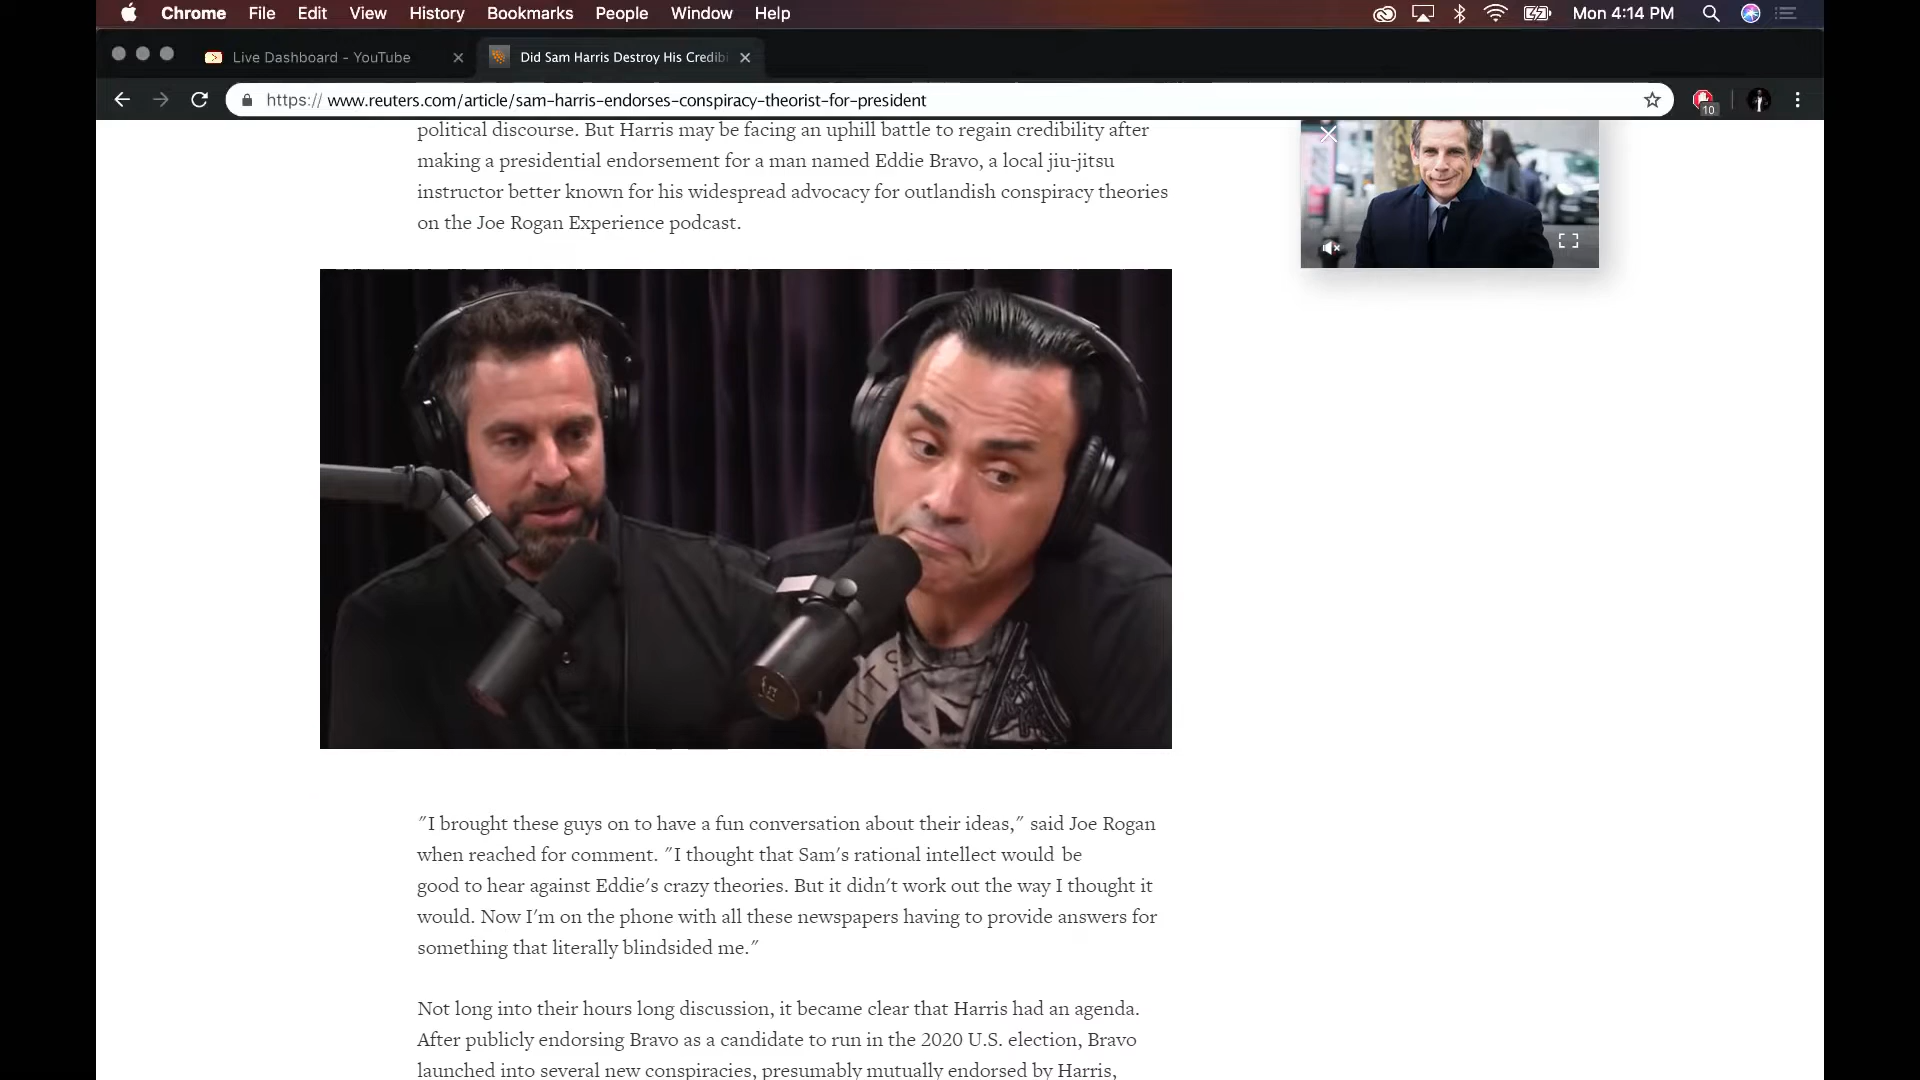 Chrome File Edit View History Bookmarks People Window Help Mon 4:14 PM
Live Dashboard - YouTube Did Sam Harris Destroy His Credib
https:// www.reuters.com/article/sam-harris-endorses-conspiracy-theorist-for-president
10
political discourse. But Harris may be facing an uphill battle to regain credibility after
making a presidential endorsement for a man named Eddie Bravo, a local jiu-jitsu
instructor better known for his widespread advocacy for outlandish conspiracy theories
on the Joe Rogan Experience podcast.
JITS
"I brought these guys on to have a fun conversation about their ideas," said Joe Rogan
when reached for comment. "I thought that Sam's rational intellect would be
good to hear against Eddie's crazy theories. But it didn't work out the way I thought it
would. Now I'm on the phone with all these newspapers having to provide answers for
something that literally blindsided me."
Not long into their hours long discussion, it became clear that Harris had an agenda.
After publicly endorsing Bravo as a candidate to run in the 2020 U.S. election, Bravo
launched into several new conspiracies, presumably mutually endorsed by Harris,